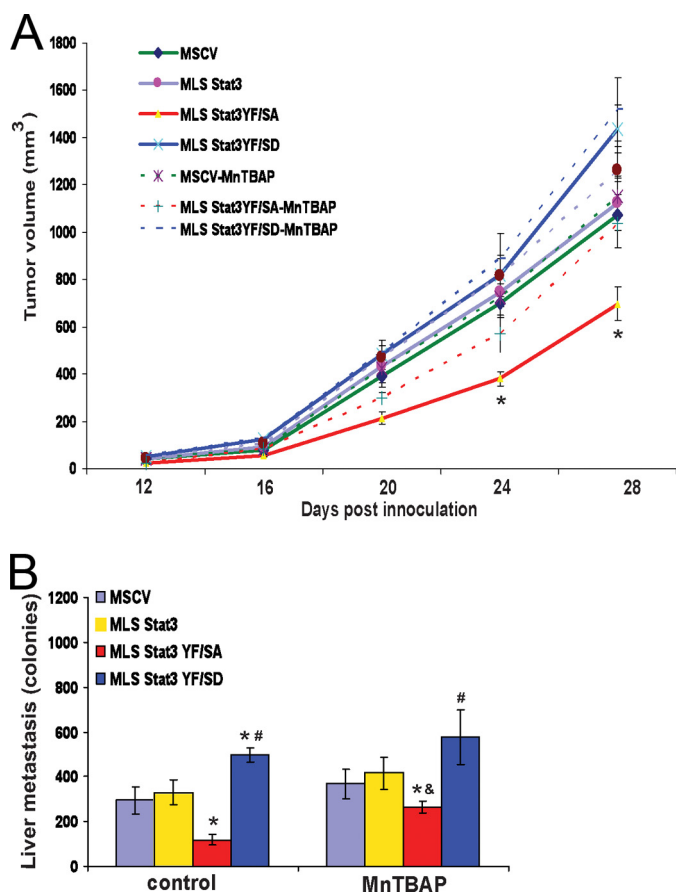 A
Tumor volume (mm3)
1800
1600
1400
1200
1000
800
600
400
200
0
MSCV
MLS Stat3
MLS Stat3YF/SA
MLS Stat3YF/SD
MSCV-MnTBAP
MLS Stat3YF/SA-MnTBAP
MLS Stat3YF/SD-MnTBAP
*
*
12 16 20 24 28
Days post innoculation
B
Liver metastasis (colonies)
1200
1000
800
600
400
200
0
MSCV
MLS Stat3
MLS Stat3 YF/SA
MLS Stat3 YF/SD
*
* #
*&
#
control MnTBAP